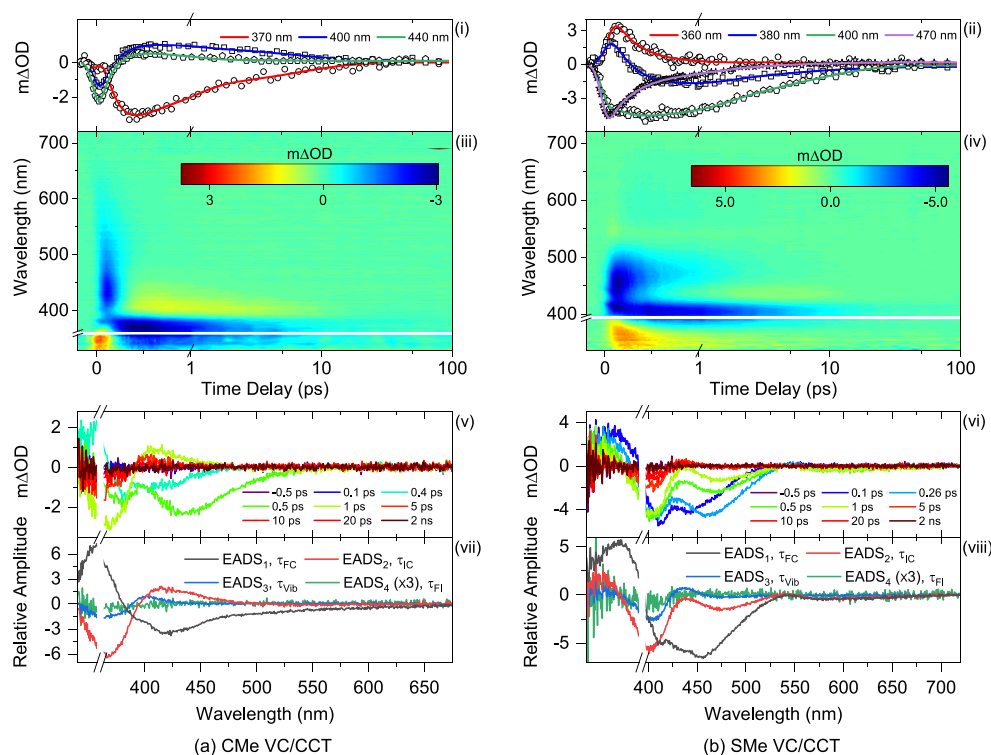 (i)
370 nm 400 nm 440 nm
0
-2
mΔOD
(ii)
360 nm 380 nm 400 nm 470 nm
3
0
-3
mΔOD
(iii)
mΔOD
3 0 -3
700
600
500
400
Wavelength (nm)
0 1 10 100
Time Delay (ps)
(iv)
mΔOD
5.0 0.0 -5.0
700
600
500
400
Wavelength (nm)
0 1 10 100
Time Delay (ps)
(v)
2
0
-2
mΔOD
-0.5 ps 0.1 ps 0.4 ps
0.5 ps 1 ps 5 ps
10 ps 20 ps 2 ns
(vi)
4
0
-4
mΔOD
-0.5 ps 0.1 ps 0.26 ps
0.5 ps 1 ps 5 ps
10 ps 20 ps 2 ns
(vii)
EADS1, τFC EADS2, τIC
EADS3, τVib EADS4 (x3), τFl
6
3
0
-3
-6
Relative Amplitude
400 450 500 550 600 650
Wavelength (nm)
(viii)
EADS1, τFC EADS2, τIC
EADS3, τVib EADS4 (x3), τFl
5
0
-5
Relative Amplitude
400 450 500 550 600 650 700
Wavelength (nm)
(a) CMe VC/CCT
(b) SMe VC/CCT